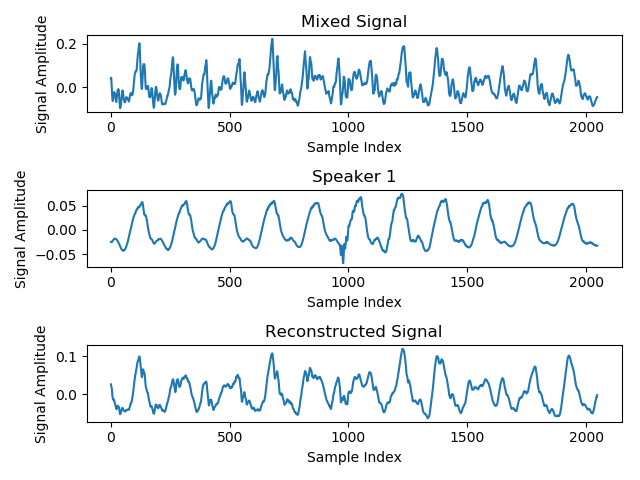 Mixed Signal
Signal Amplitude
0.2
0.0
0
500
1000
1500
2000
Sample Index
Speaker 1
Signal Amplitude
0.05
0.00
−0.05
0
500
1000
1500
2000
Sample Index
Reconstructed Signal
Signal Amplitude
0.1
0.0
0
500
1000
1500
2000
Sample Index